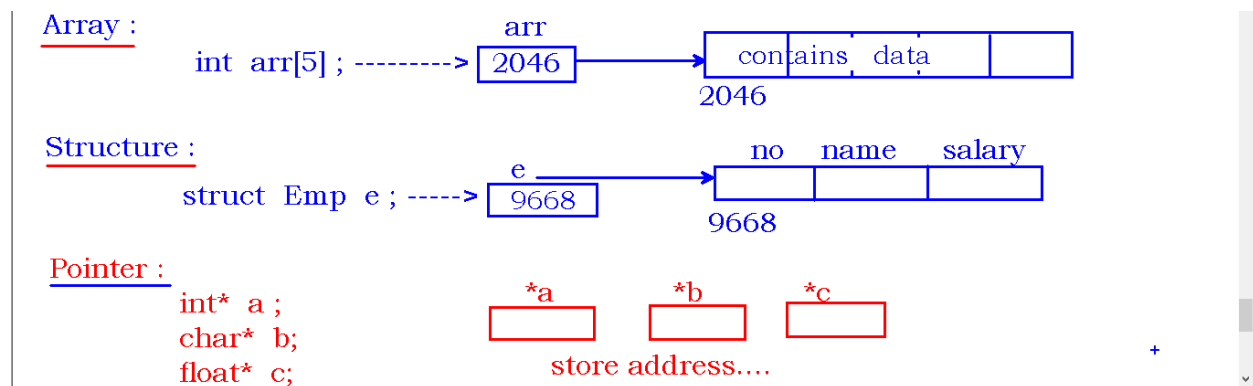 Array :
arr
int arr[5] ; ---------> 2046 contains data
2046
Structure :
no name salary
e
struct Emp e ; -----> 9668
9668
Pointer :
*a *b *c
int* a ;
char* b;
store address....
float* c;